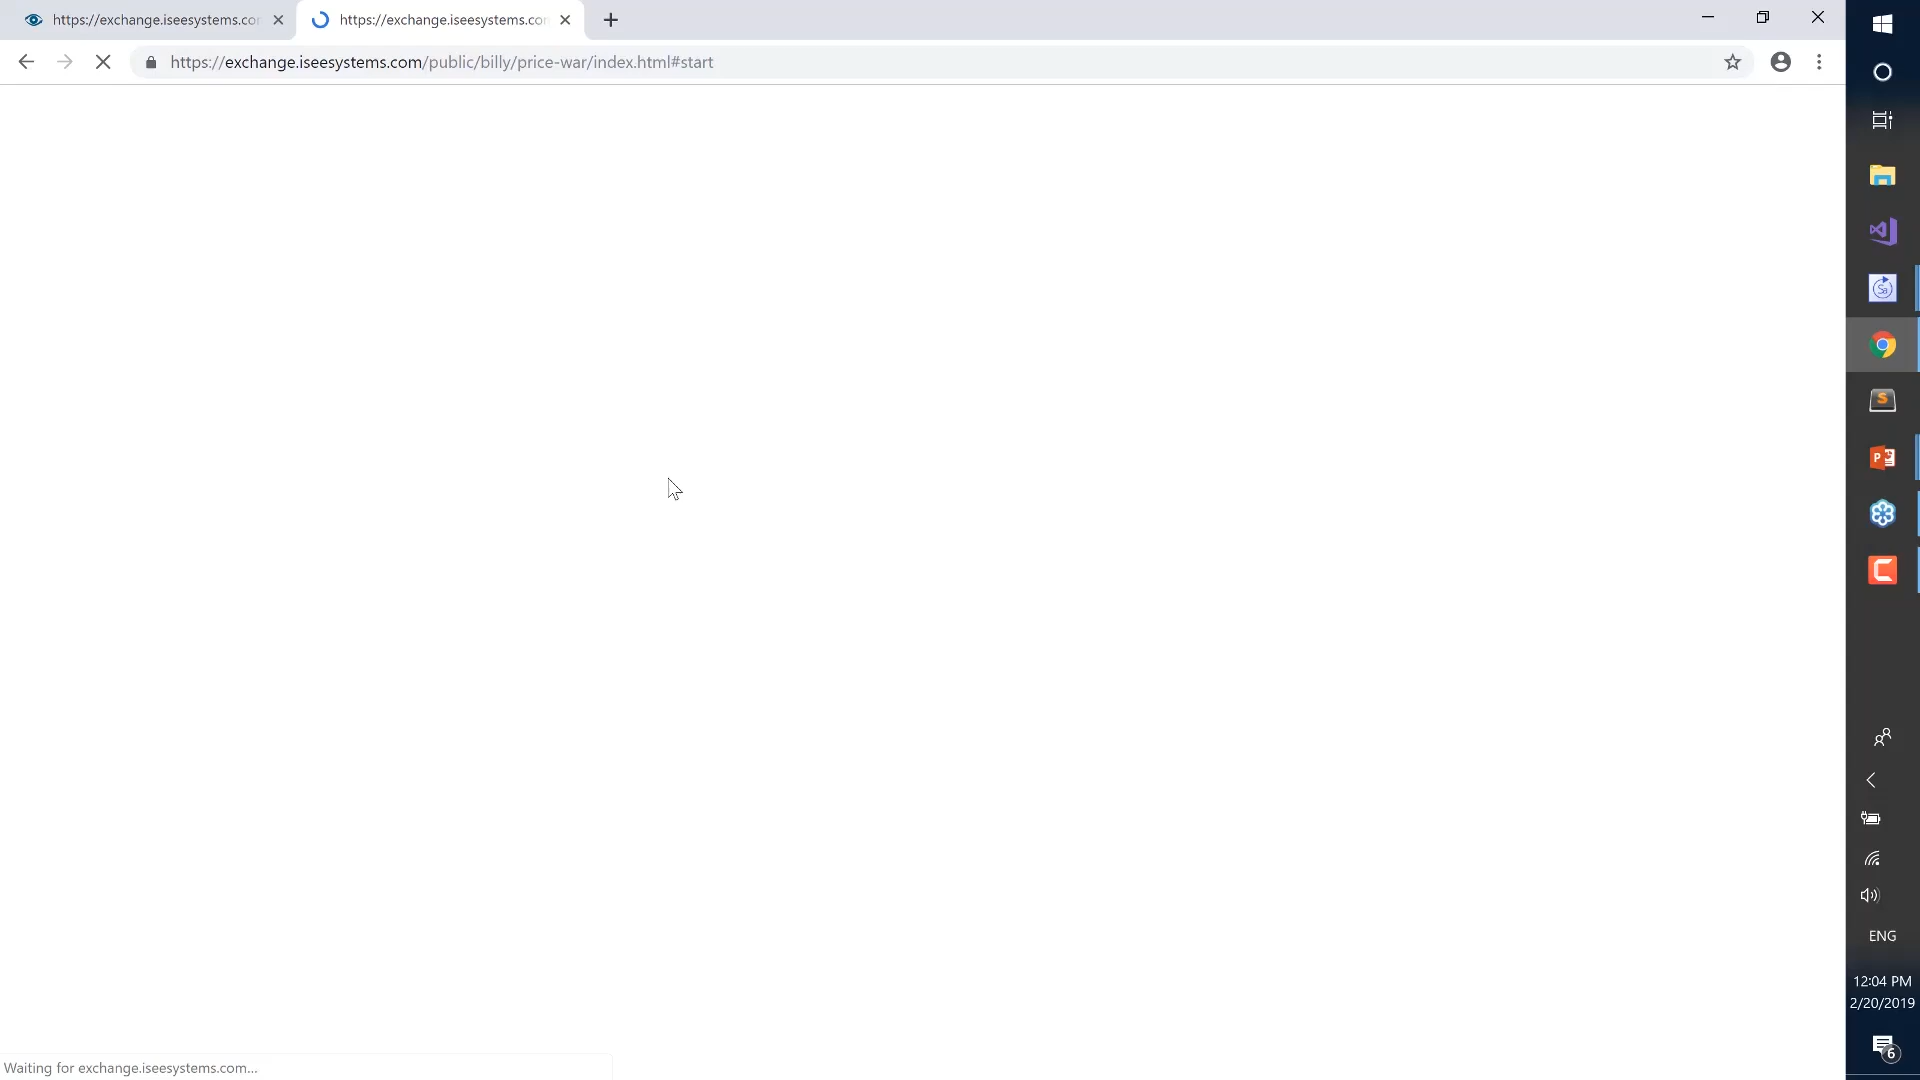 https://exchange.iseesystems.co
https://exchange.iseesystems.co
https://exchange.iseesystems.com/public/billy/price-war/index.html#start
Sa
S
P
ENG
12:04 PM
2/20/2019
6
Waiting for exchange.iseesystems.com...